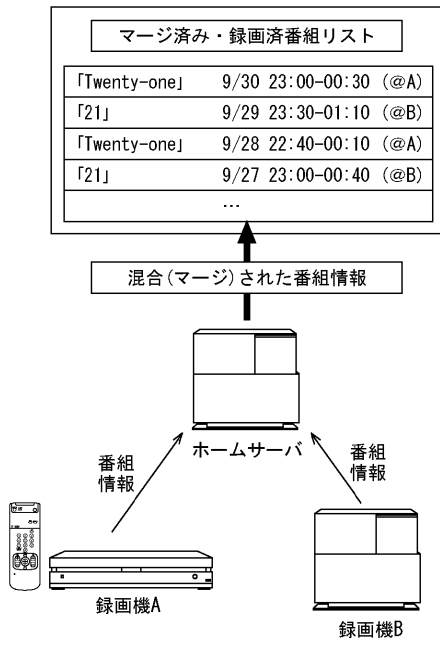 マージ済み・録画済番組リスト
「Twenty-one」 9/30 23:00-00:30 (@A)
「21」 9/29 23:30-01:10 (@B)
「Twenty-one」 9/28 22:40-00:10 (@A)
「21」 9/27 23:00-00:40 (@B)
…
混合(マージ)された番組情報
ホームサーバ
番組
情報
番組
情報
録画機A
録画機B